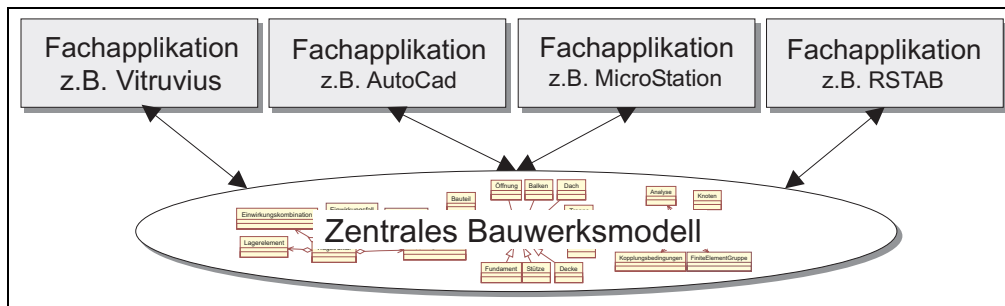 Fachapplikation
z.B. Vitruvius
Fachapplikation
z.B. AutoCad
Fachapplikation
z.B. MicroStation
Fachapplikation
z.B. RSTAB
Öffnung
Balken
Dach
Bauteil
Analyse
Knoten
Einwirkungskombination
Zentrales Bauwerksmodell
Lagerelement
Kopplungsbedingungen
FiniteElementGruppe
Fundament
Stütze
Decke